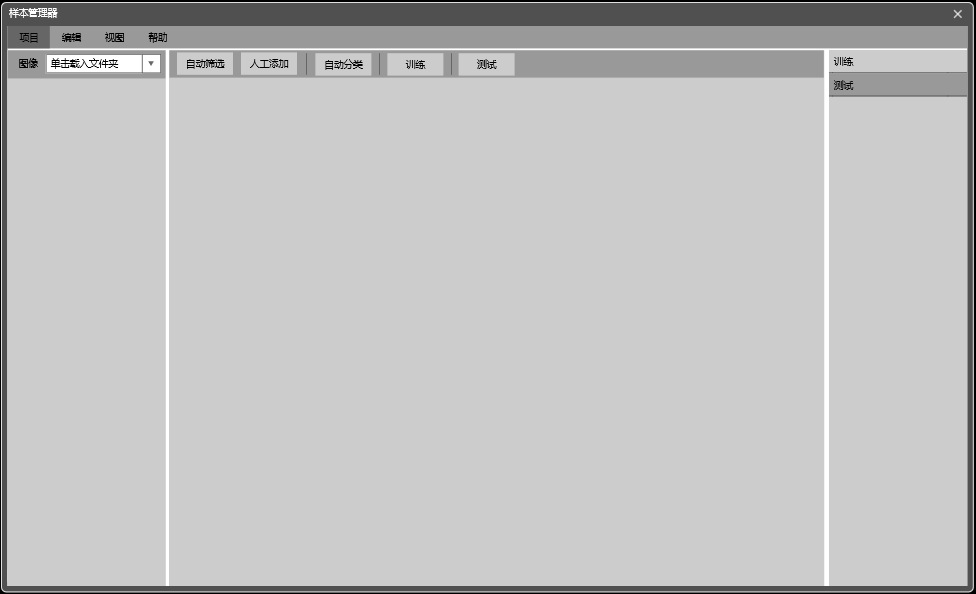 样本管理器
项目 编辑 视图 帮助
图像 单击载入文件夹 自动筛选 人工添加 自动分类 训练 测试
训练
测试